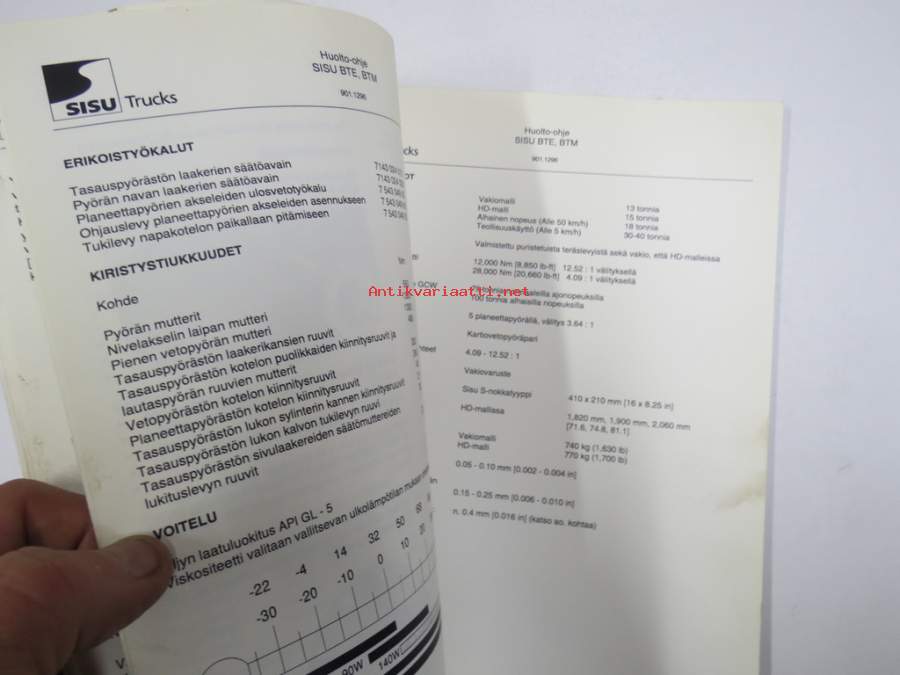 SISU Trucks
Huolto-ohje
SISU BTE, BTM
901.1296
ERIKOISTYÖKALUT
Tasauspyörästön laakerien säätöavain
Pyörän navan laakerien säätöavain
Planeettapyörien akseleiden ulosvetotyökalu
Ohjauslevy planeettapyörien akseleiden asennukseen
Tukilevy napakotelon paikallaan pitämiseen
KIRISTYSTIUKKUUDET
Kohde
Pyörän mutterit
Nivelakselin laipan mutteri
Pienen vetopyörän mutteri
Tasauspyörästön laakerikansien ruuvit
Tasauspyörästön kotelon puolikkaiden kiinnitysruuvit ja
lautaspyörän ruuvien mutterit
Vetopyörästön kotelon kiinnitysruuvit
Planeettapyörästön kotelon kiinnitysruuvit
Tasauspyörästön lukon sylinterin kannen kiinnitysruuvit
Tasauspyörästön lukon kalvon tukilevyn ruuvi
Tasauspyörästön sivulaakereiden säätömuttereiden
lukituslevyn ruuvit
VOITELU
Öljyn laatuluokitus API GL - 5
Viskositeetti valitaan vallitsevan ulkolämpötilan mukaan
-22 -4 14 32 50
-30 -20 -10 0 10 20
90W 140W
Huolto-ohje
SISU BTE, BTM
901.1296
Vakiomalli 13 tonnia
HD-malli 15 tonnia
Alhainen nopeus (Alle 50 km/h) 18 tonnia
Teollisuuskäyttö (Alle 5 km/h) 30-40 tonnia
Valmistettu puristetuista teräslevyistä sekä vakio, että HD-malleissa
12,000 Nm [8,850 lb-ft] 12.52 : 1 välityksellä
28,000 Nm [20,660 lb-ft] 4.09 : 1 välityksellä
GCW
Antikvariaatti.net
ajonopeuksilla
100 tonnia alhaisilla nopeuksilla
5 planeettapyörällä, välitys 3.64 : 1
Kartiovetopyöräpari
4.09 - 12.52 : 1
Vakiovaruste
Sisu S-nokkatyyppi 410 x 210 mm [16 x 8.25 in]
HD-mallissa 1,820 mm, 1,900 mm, 2,060 mm
[71.6, 74.8, 81.1]
Vakiomalli 740 kg (1,630 lb)
HD-malli 770 kg (1,700 lb)
0.05 - 0.10 mm [0.002 - 0.004 in]
0.15 - 0.25 mm [0.006 - 0.010 in]
n. 0.4 mm [0.016 in] (katso ao. kohtaa)